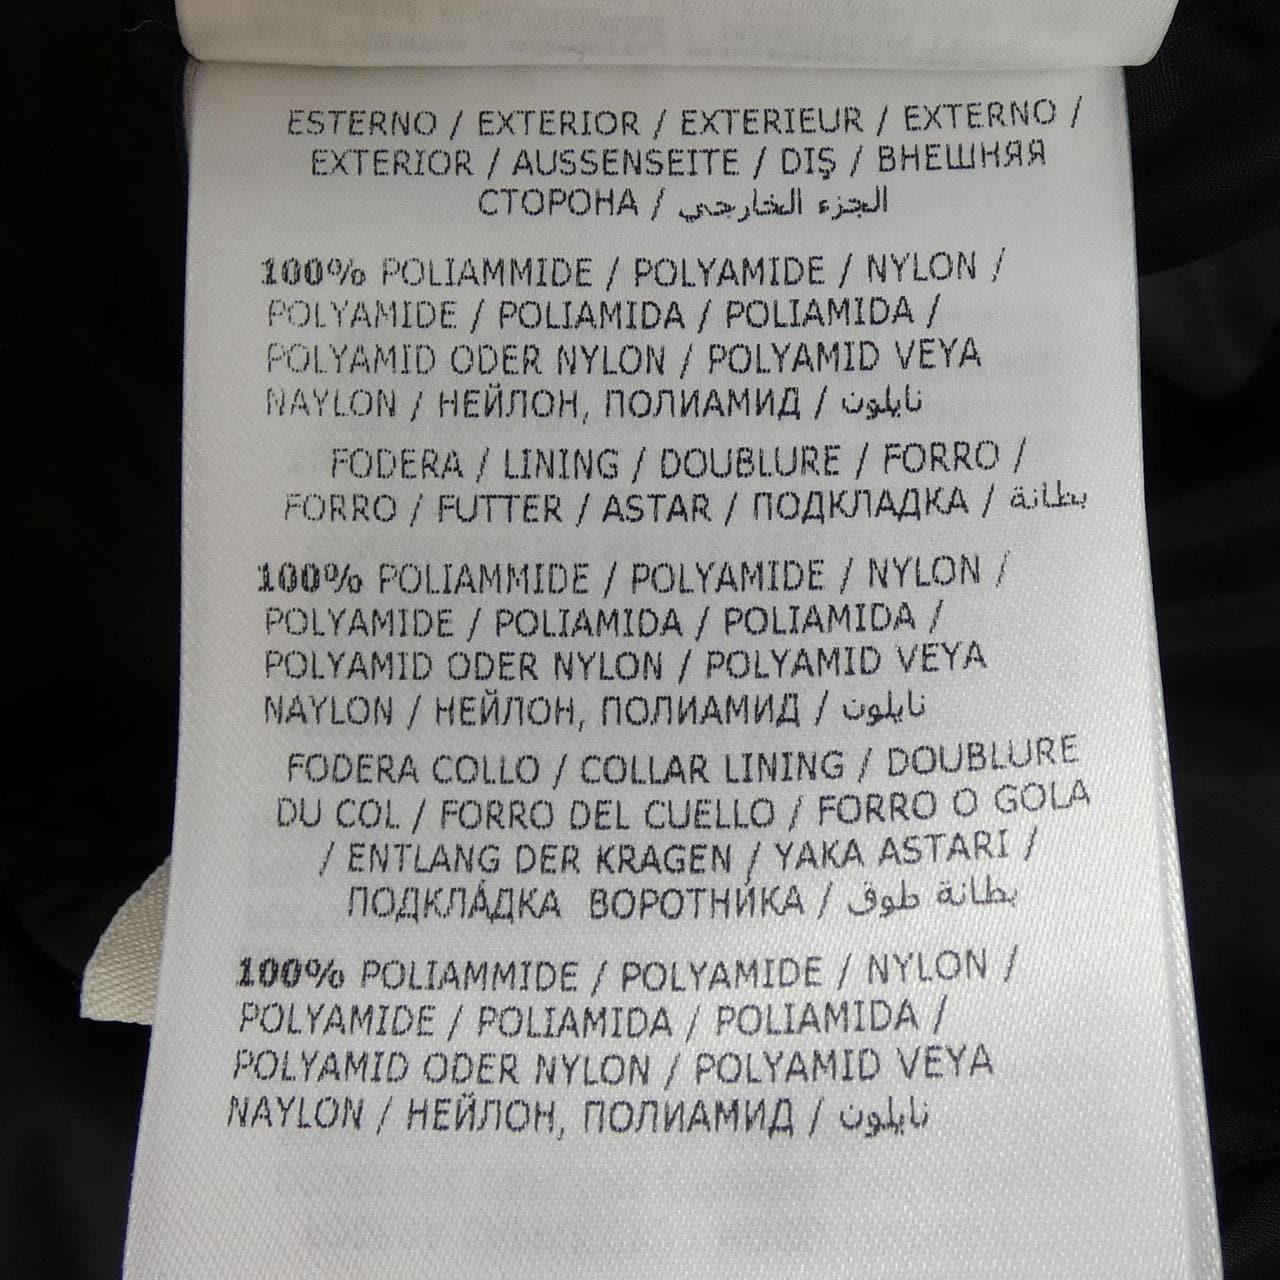 ESTERNO / EXTERIOR / EXTERIEUR / EXTERNO /
EXTERIOR / AUSSENSEITE / DIŞ / ВНЕШНЯЯ
СТОРОНА / الجزء الخارجي
100% POLIAMMIDE / POLYAMIDE / NYLON /
POLYAMIDE / POLIAMIDA / POLIAMIDA /
POLYAMID ODER NYLON / POLYAMID VEYA
NAYLON / НЕЙЛОН, ПОЛИАМИД / نايلون
FODERA / LINING / DOUBLURE / FORRO /
FORRO / FUTTER / ASTAR / ПОДКЛАДКА / بطانة
100% POLIAMMIDE / POLYAMIDE / NYLON /
POLYAMIDE / POLIAMIDA / POLIAMIDA /
POLYAMID ODER NYLON / POLYAMID VEYA
NAYLON / НЕЙЛОН, ПОЛИАМИД / نايلون
FODERA COLLO / COLLAR LINING / DOUBLURE
DU COL / FORRO DEL CUELLO / FORRO O GOLA
/ ENTLANG DER KRAGEN / YAKA ASTARI /
ПОДКЛА́ДКА ВОРОТНИ́КА / بطانة طوق
100% POLIAMMIDE / POLYAMIDE / NYLON /
POLYAMIDE / POLIAMIDA / POLIAMIDA /
POLYAMID ODER NYLON / POLYAMID VEYA
NAYLON / НЕЙЛОН, ПОЛИАМИД / نايلون